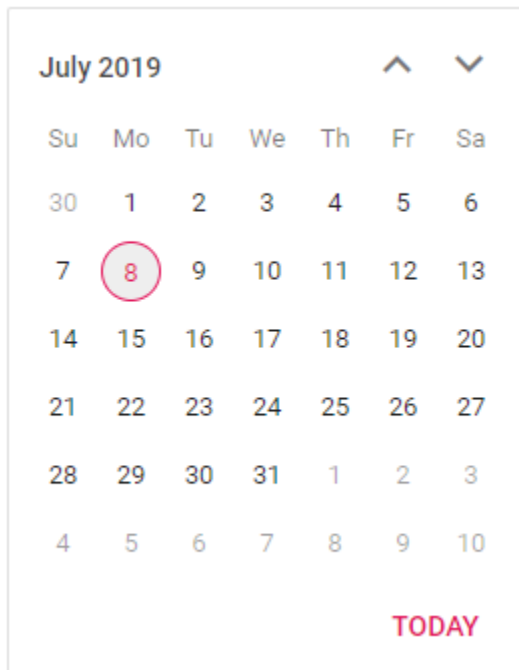 July 2019
Su Mo Tu We Th Fr Sa
30 1 2 3 4 5 6
7 8 9 10 11 12 13
14 15 16 17 18 19 20
21 22 23 24 25 26 27
28 29 30 31 1 2 3
4 5 6 7 8 9 10
TODAY